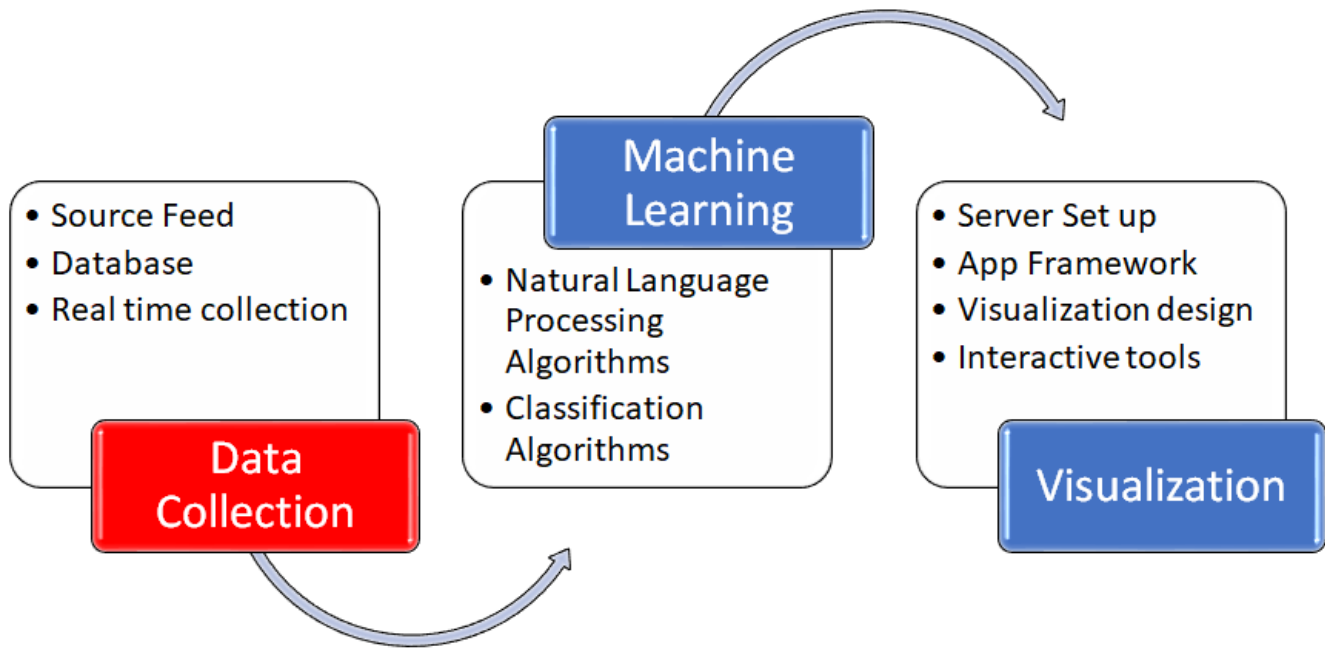 • Source Feed
• Database
• Real time collection
Data
Collection
Machine
Learning
• Natural Language
Processing
Algorithms
• Classification
Algorithms
• Server Set up
• App Framework
• Visualization design
• Interactive tools
Visualization